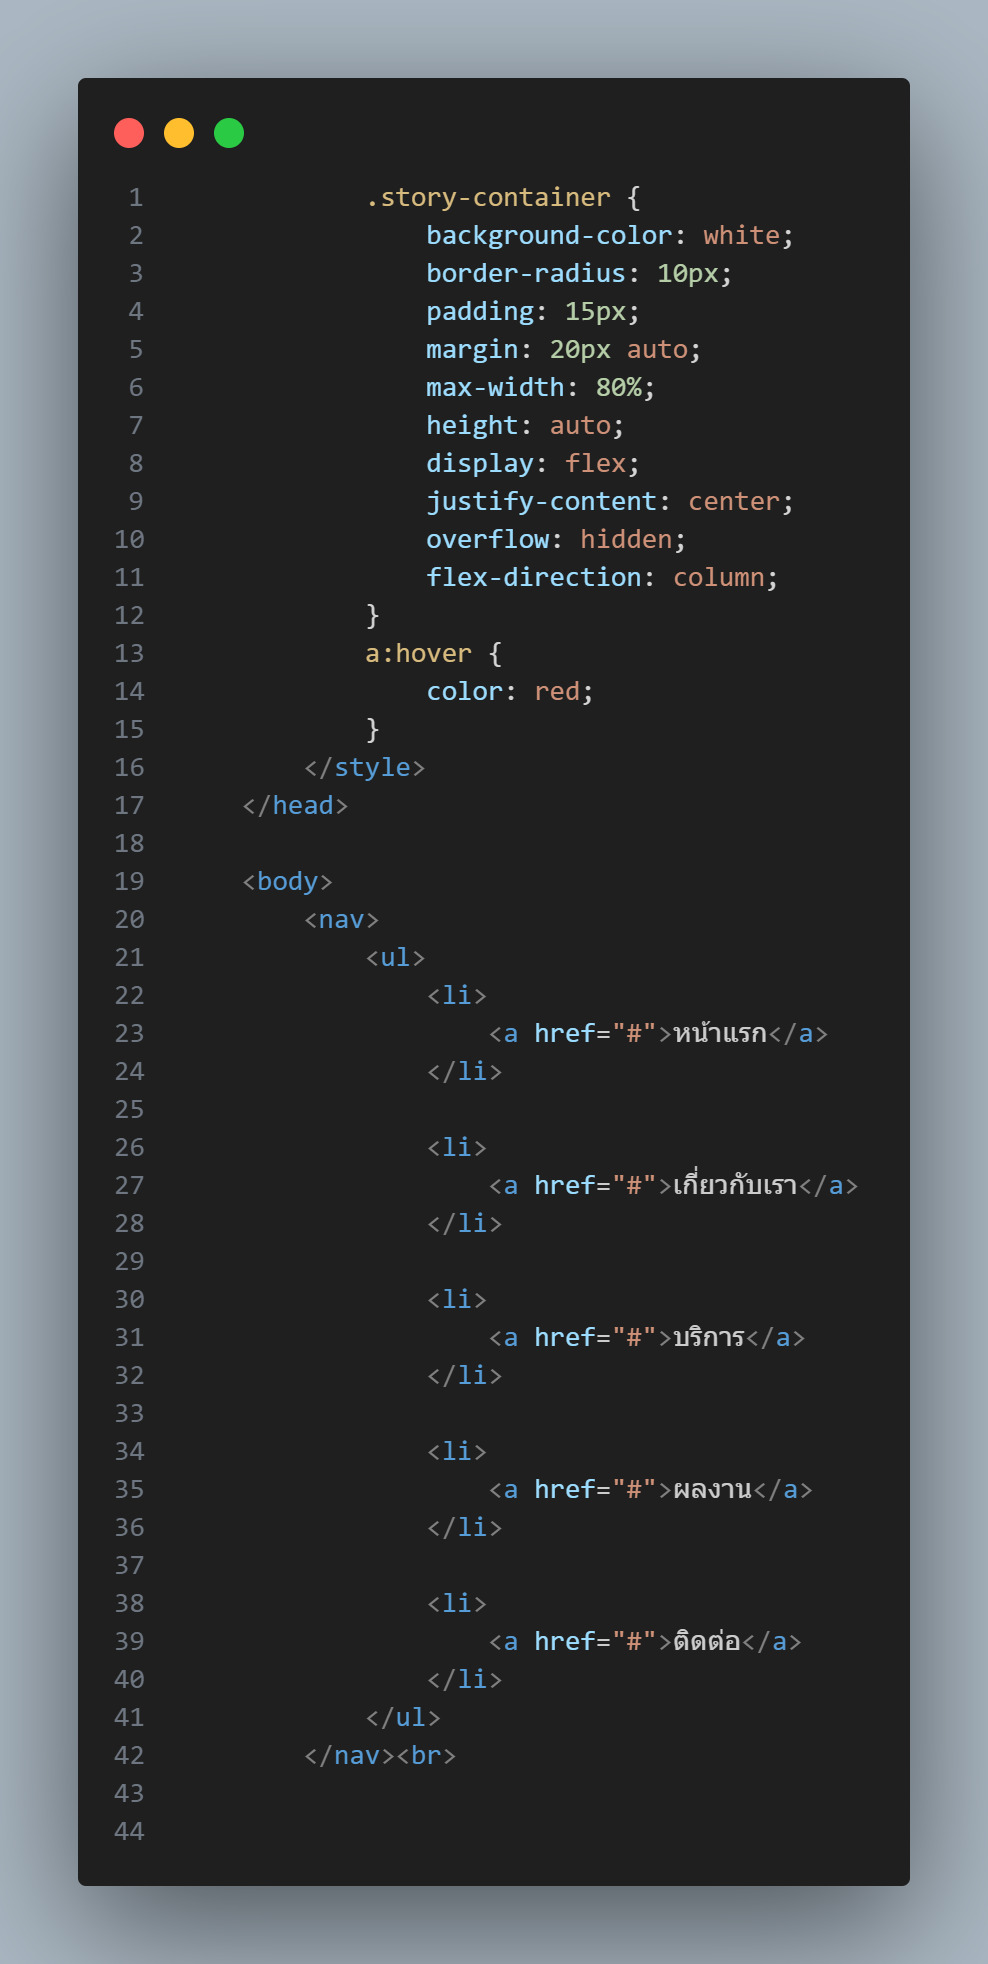 1 .story-container {
2 background-color: white;
3 border-radius: 10px;
4 padding: 15px;
5 margin: 20px auto;
6 max-width: 80%;
7 height: auto;
8 display: flex;
9 justify-content: center;
10 overflow: hidden;
11 flex-direction: column;
12 }
13 a:hover {
14 color: red;
15 }
16 </style>
17 </head>
18
19 <body>
20 <nav>
21 <ul>
22 <li>
23 <a href="#">หน้าแรก</a>
24 </li>
25
26 <li>
27 <a href="#">เกี่ยวกับเรา</a>
28 </li>
29
30 <li>
31 <a href="#">บริการ</a>
32 </li>
33
34 <li>
35 <a href="#">ผลงาน</a>
36 </li>
37
38 <li>
39 <a href="#">ติดต่อ</a>
40 </li>
41 </ul>
42 </nav><br>
43
44